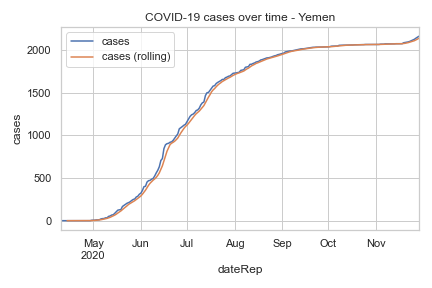 COVID-19 cases over time - Yemen
cases
cases (rolling)
2000
1500
1000
500
0
cases
May Jun Jul Aug Sep Oct Nov
2020
dateRep